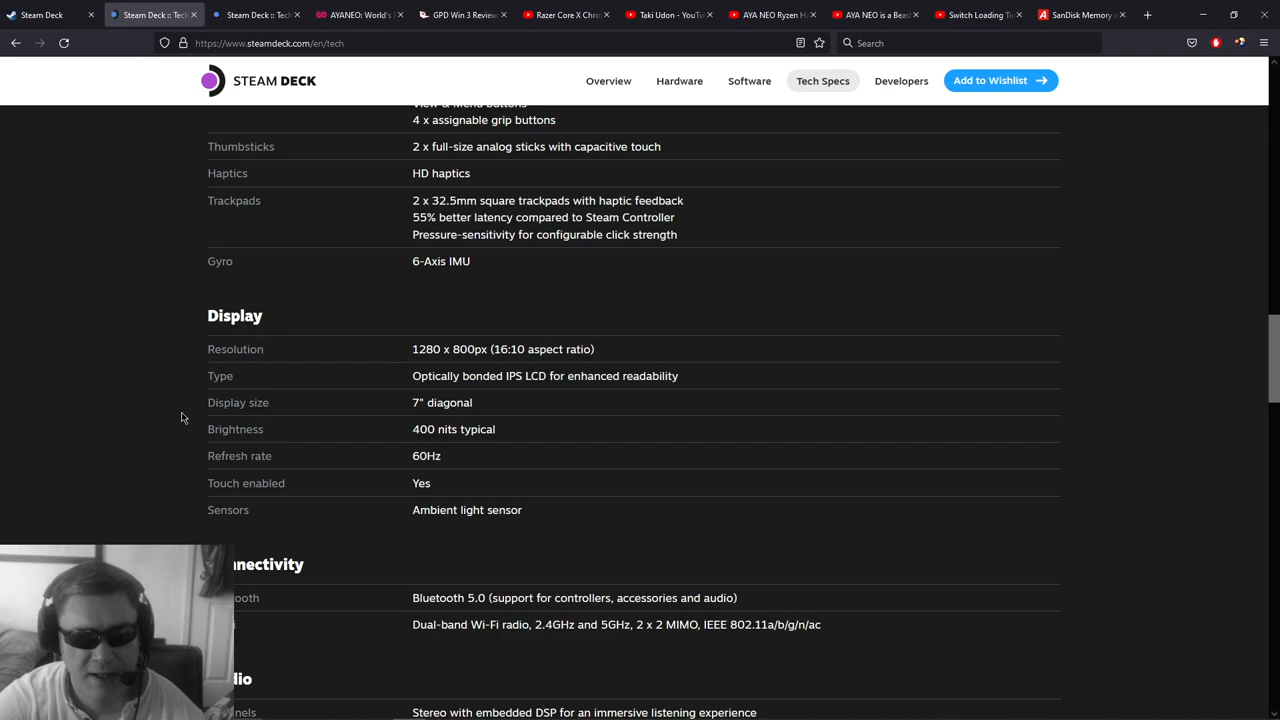 Steam Deck
Steam Deck :: Tech
Steam Deck :: Tech
AYANEO: World's
GPD Win 3 Review
Razer Core X Chro
Taki Udon - YouTu
AYA NEO Ryzen Ha
AYA NEO is a Beas
Switch Loading Ti
SanDisk Memory
https://www.steamdeck.com/en/tech
Search
STEAM DECK
Overview
Hardware
Software
Tech Specs
Developers
Add to Wishlist
View & Menu buttons
4 x assignable grip buttons
Thumbsticks
2 x full-size analog sticks with capacitive touch
Haptics
HD haptics
Trackpads
2 x 32.5mm square trackpads with haptic feedback
55% better latency compared to Steam Controller
Pressure-sensitivity for configurable click strength
Gyro
6-Axis IMU
Display
Resolution
1280 x 800px (16:10 aspect ratio)
Type
Optically bonded IPS LCD for enhanced readability
Display size
7" diagonal
Brightness
400 nits typical
Refresh rate
60Hz
Touch enabled
Yes
Sensors
Ambient light sensor
nnectivity
tooth
Bluetooth 5.0 (support for controllers, accessories and audio)
Dual-band Wi-Fi radio, 2.4GHz and 5GHz, 2 x 2 MIMO, IEEE 802.11a/b/g/n/ac
dio
nnels
Stereo with embedded DSP for an immersive listening experience